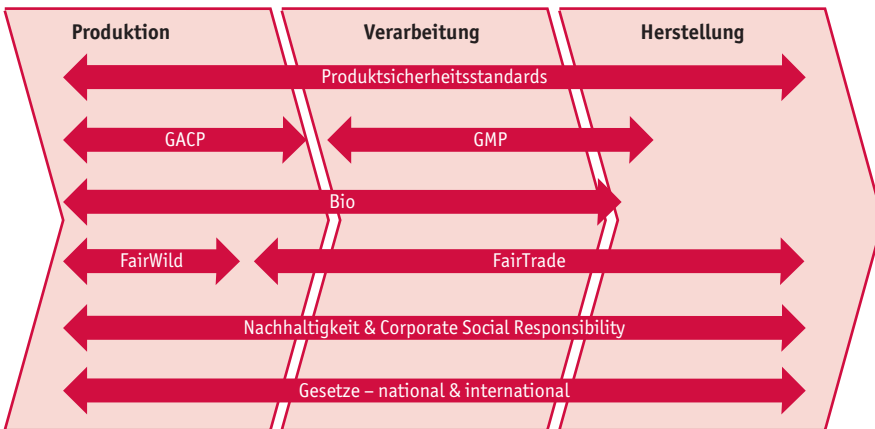 Produktion Verarbeitung Herstellung
Produktsicherheitsstandards
GACP GMP
Bio
FairWild FairTrade
Nachhaltigkeit & Corporate Social Responsibility
Gesetze – national & international